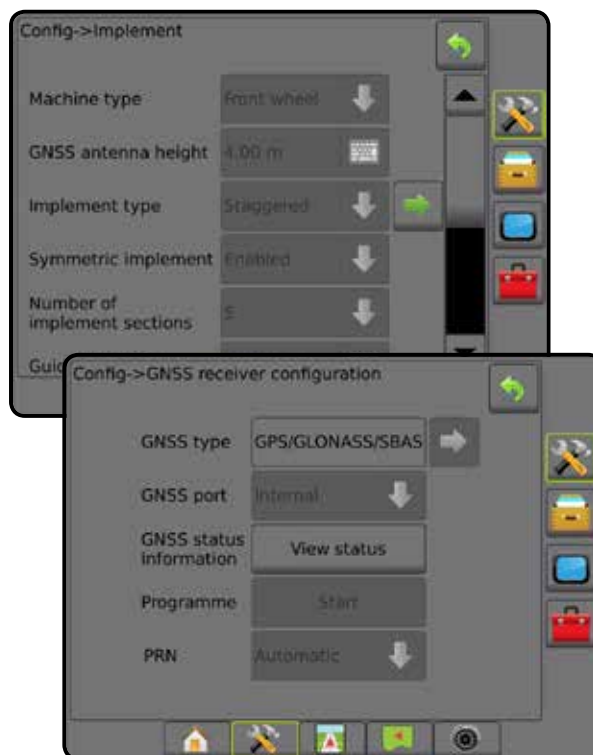 Config->Implement
Machine type Front wheel
GNSS antenna height 4.00 m
Implement type Staggered
Symmetric implement Enabled
Number of
implement sections 5
Guid
Config->GNSS receiver configuration
GNSS type GPS/GLONASS/SBAS
GNSS port Internal
GNSS status
Information View status
Programme Start
PRN Automatic